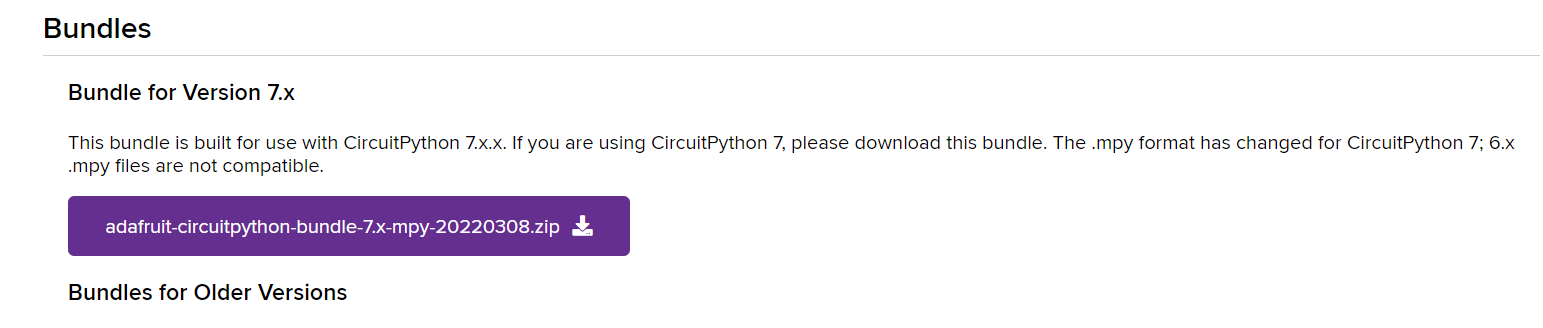 Bundles
Bundle for Version 7.x
This bundle is built for use with CircuitPython 7.x.x. If you are using CircuitPython 7, please download this bundle. The .mpy format has changed for CircuitPython 7; 6.x
.mpy files are not compatible.
adafruit-circuitpython-bundle-7.x-mpy-20220308.zip
Bundles for Older Versions